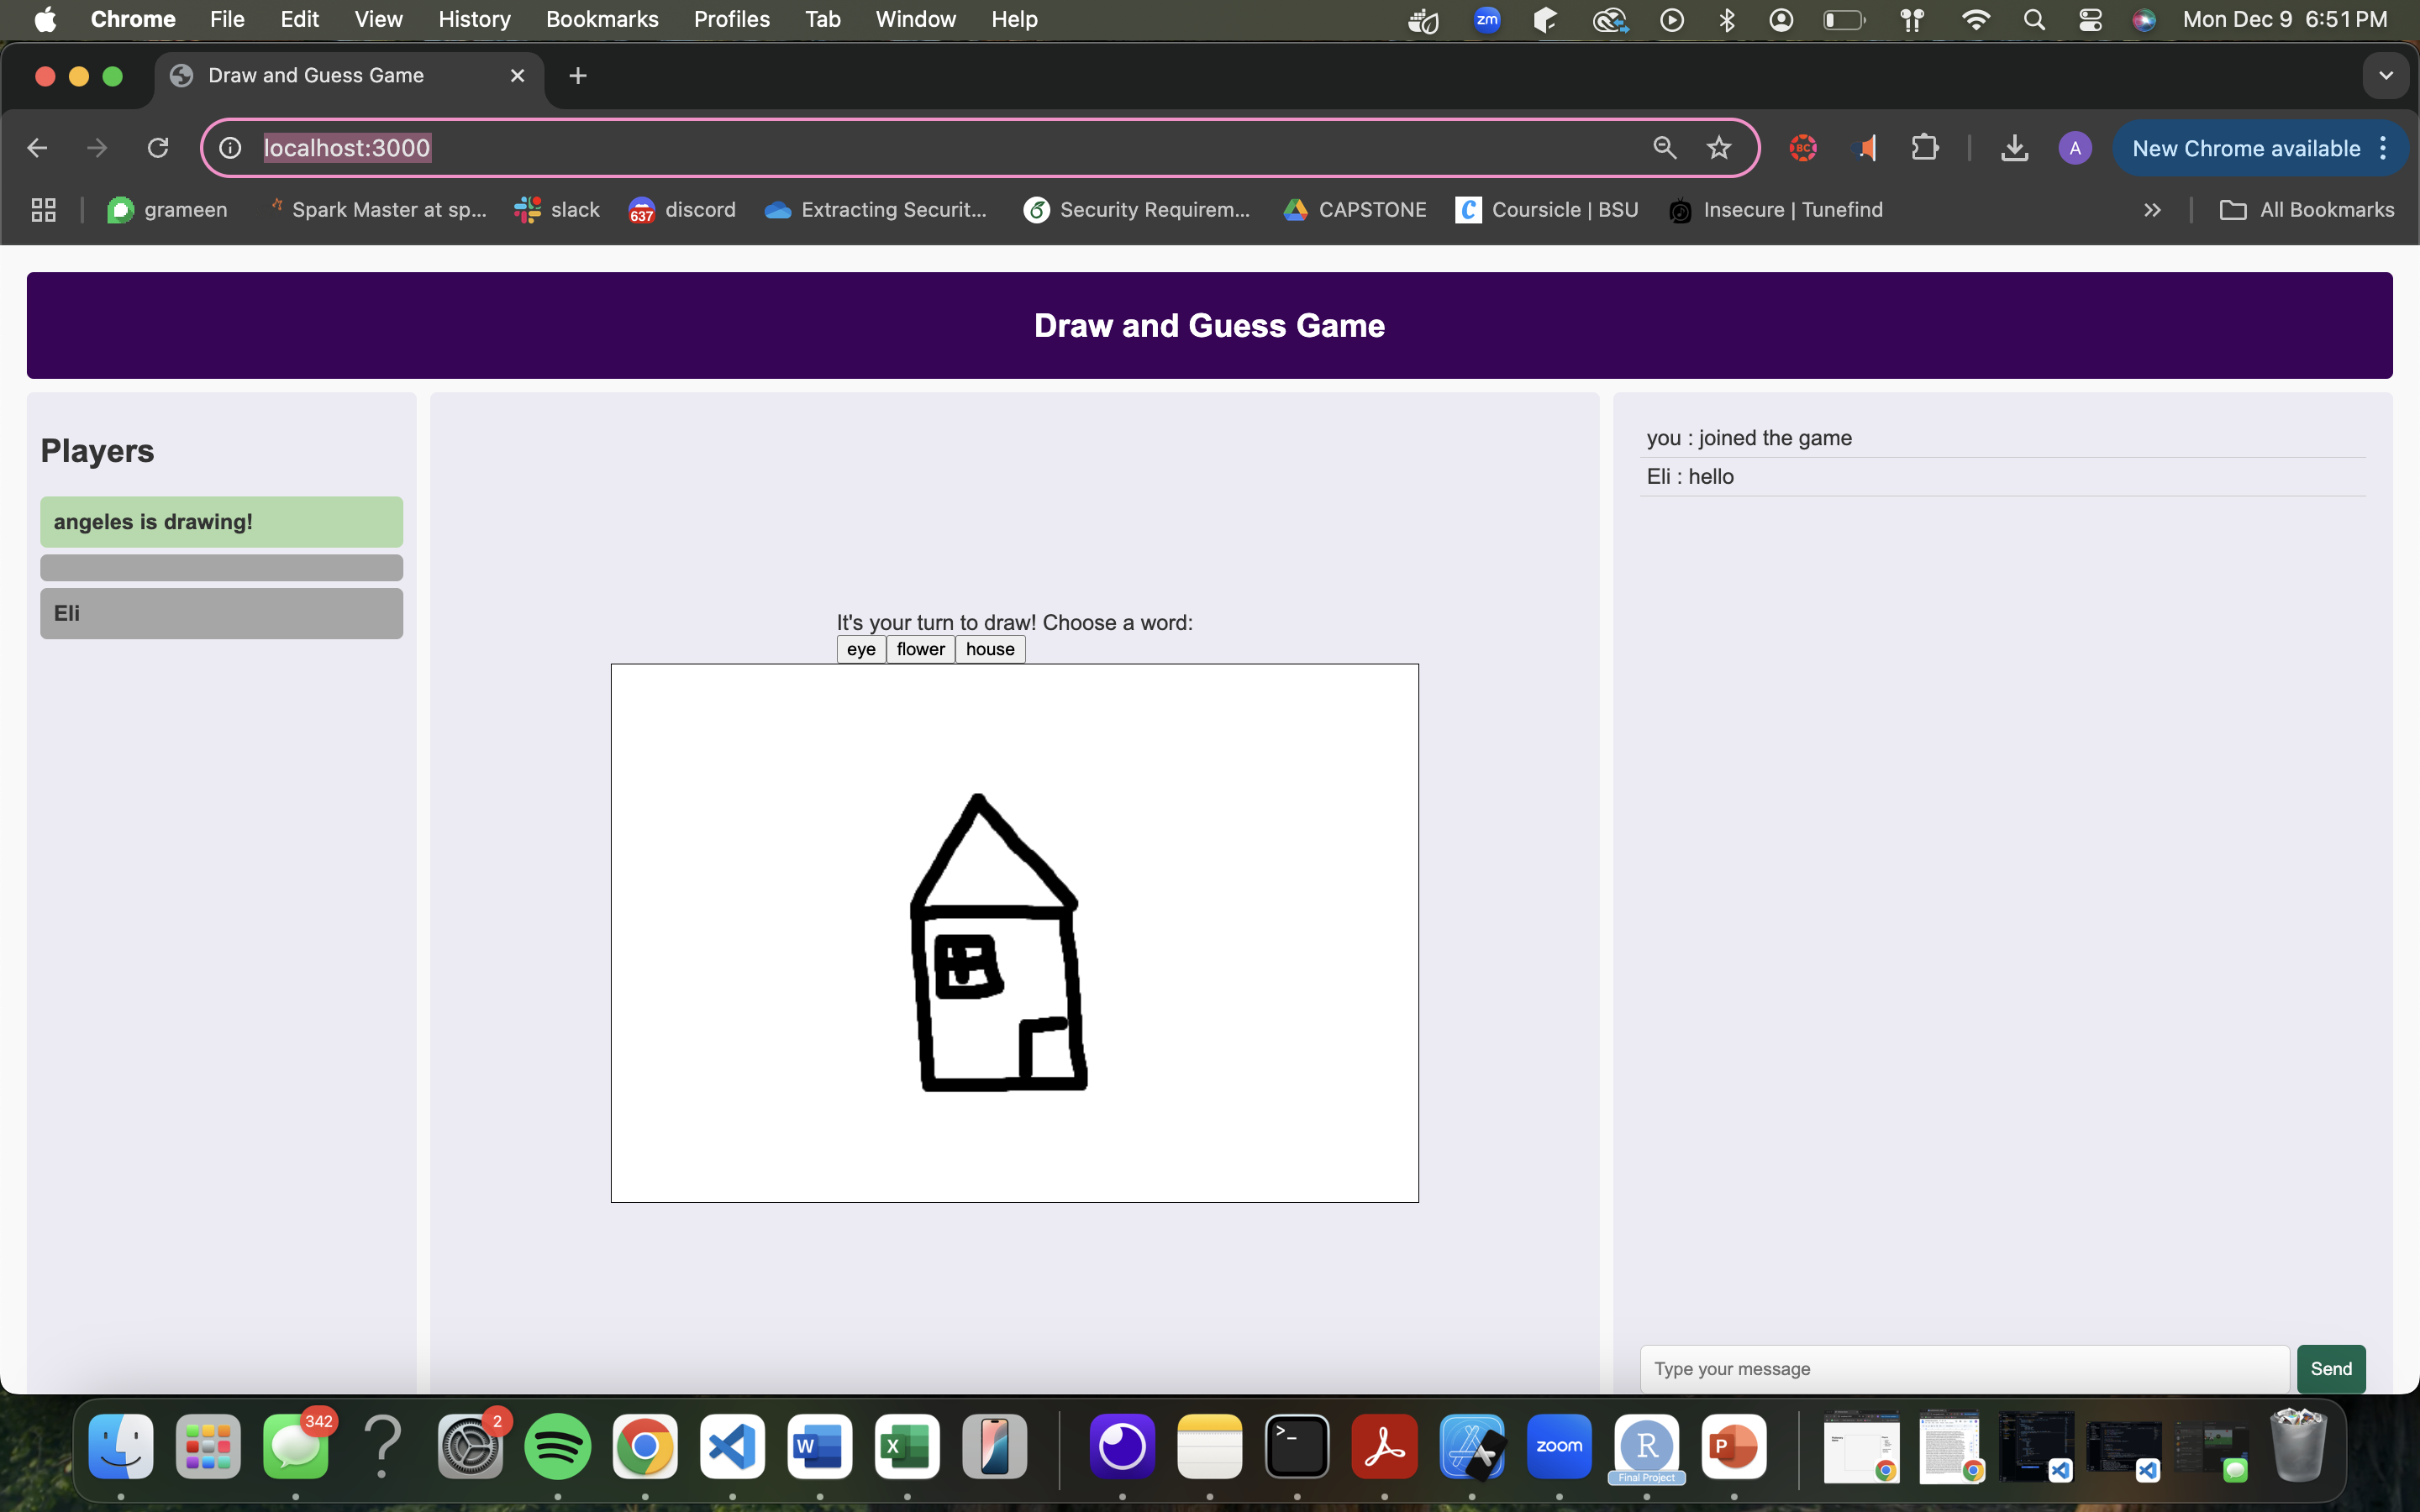 Chrome File Edit View History Bookmarks Profiles Tab Window Help zm Mon Dec 9 6:51 PM
Draw and Guess Game
localhost:3000 BC A New Chrome available
grameen Spark Master at sp... slack 637 discord Extracting Securit... Security Requirem... CAPSTONE C Coursicle | BSU Insecure | Tunefind All Bookmarks
Draw and Guess Game
Players
angeles is drawing!
Eli
It's your turn to draw! Choose a word:
eye flower house
you : joined the game
Eli : hello
Type your message Send
342 2 W X >_ zoom R P
Final Project